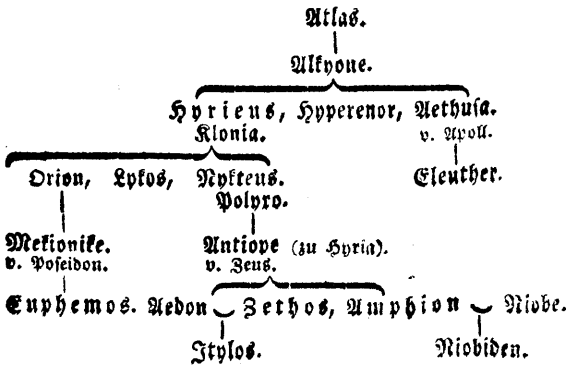 Atlas.
Alkyone.
Hyrieus, Hyperenor, Aethusa.
Klonia. v. Apoll.
Orion, Lykos, Nykteus. Eleuther.
Polyxo.
Mekionike. Antiope (zu Hyria).
v. Poseidon. v. Zeus.
Euphemos. Aedon Zethos, Amphion Niobe.
Itylos. Niobiden.